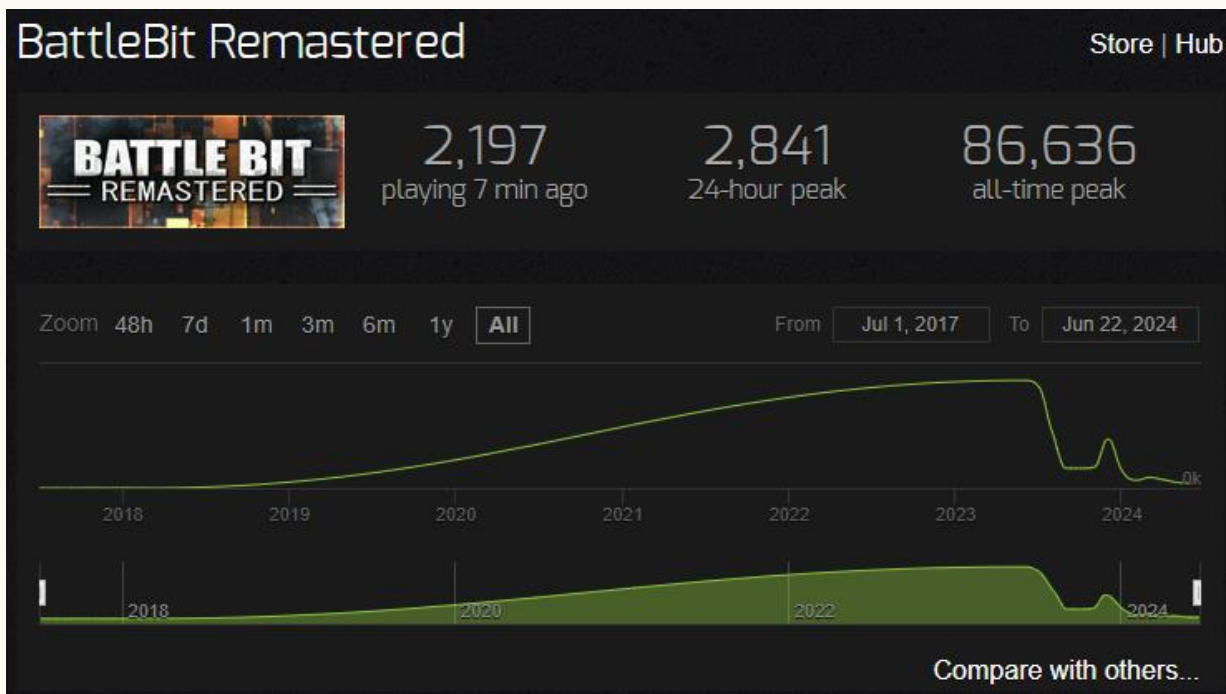 BattleBit Remastered
Store | Hub
BATTLE BIT
REMASTERED
2,197
playing 7 min ago
2,841
24-hour peak
86,636
all-time peak
Zoom 48h 7d 1m 3m 6m 1y All
From Jul 1, 2017 To Jun 22, 2024
0k
2018 2019 2020 2021 2022 2023 2024
2018 2020 2022 2024
Compare with others...